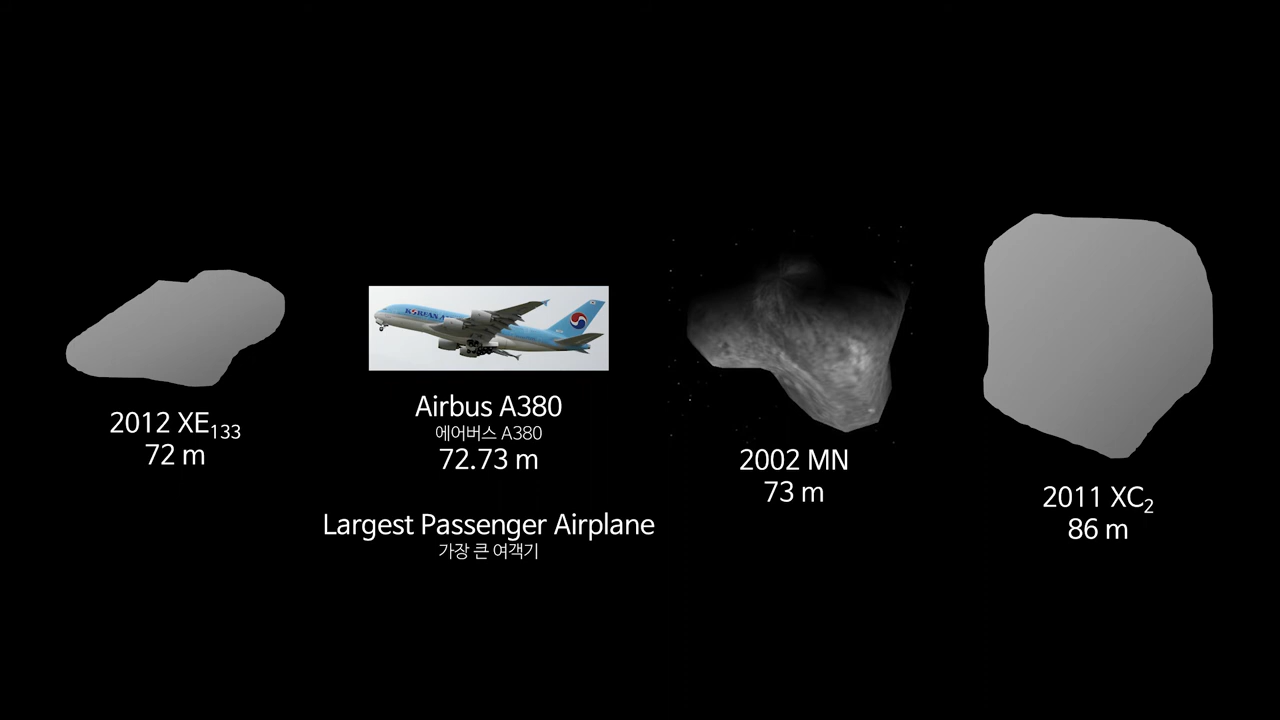 KOREAN A
2012 XE₁₃₃
72 m
Airbus A380
에어버스 A380
72.73 m
Largest Passenger Airplane
가장 큰 여객기
2002 MN
73 m
2011 XC₂
86 m